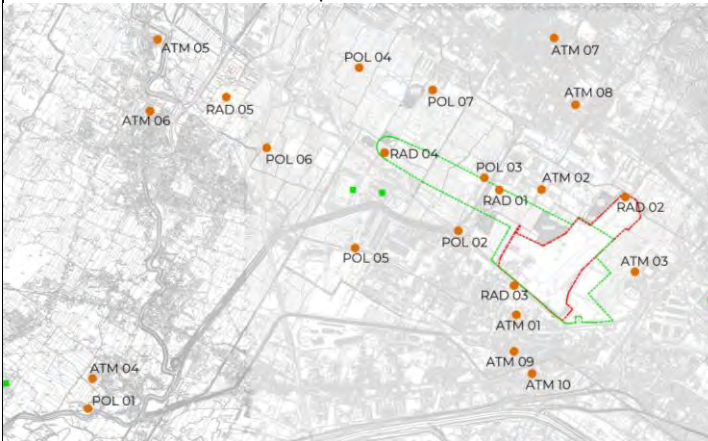 ATM 05
ATM 07
POL 04
ATM 08
POL 07
RAD 05
ATM 06
POL 06
RAD 04
POL 03
ATM 02
RAD 01
RAD 02
POL 02
POL 05
ATM 03
RAD 03
ATM 01
ATM 09
ATM 04
ATM 10
POL 01